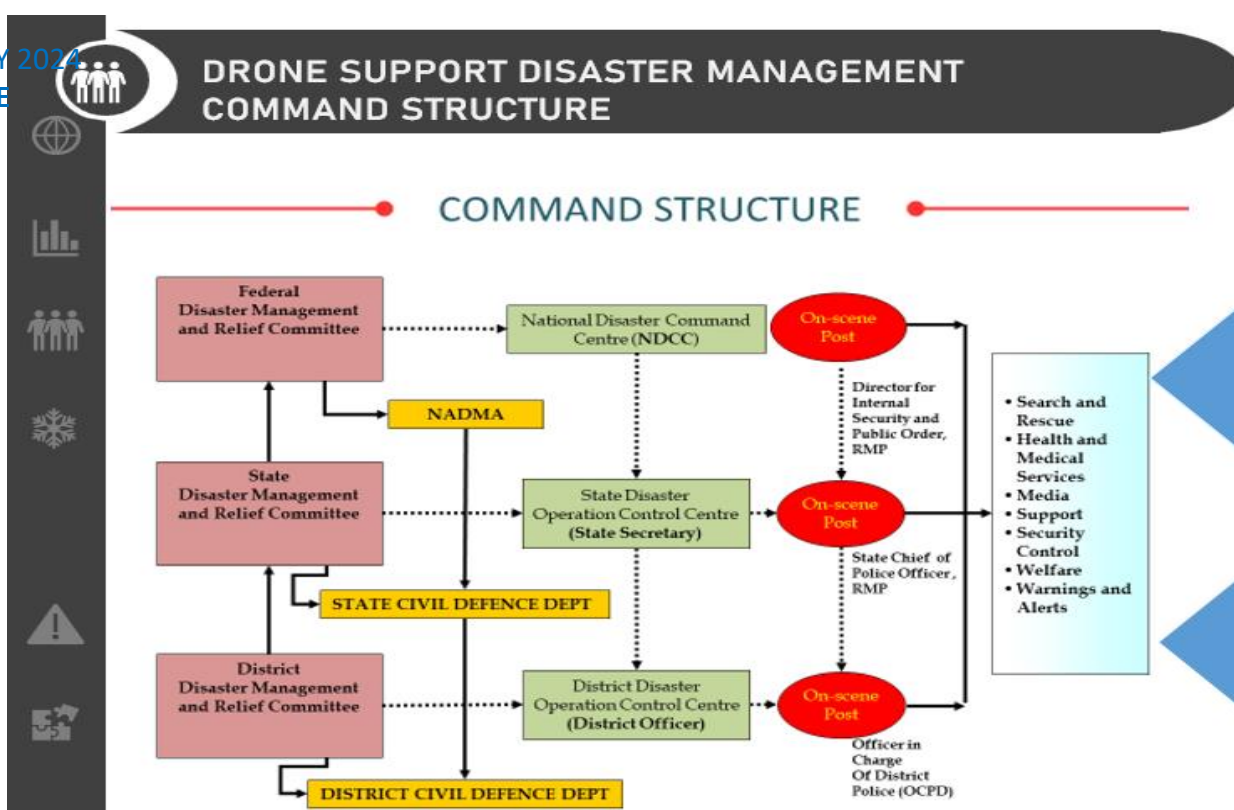 Y 2024
E
DRONE SUPPORT DISASTER MANAGEMENT
COMMAND STRUCTURE
COMMAND STRUCTURE
Federal
Disaster Management
and Relief Committee
National Disaster Command
Centre (NDCC)
On-scene
Post
Director for
Internal
Security and
Public Order,
RMP
NADMA
State
Disaster Management
and Relief Committee
State Disaster
Operation Control Centre
(State Secretary)
On-scene
Post
State Chief of
Police Officer,
RMP
STATE CIVIL DEFENCE DEPT
District
Disaster Management
and Relief Committee
District Disaster
Operation Control Centre
(District Officer)
On-scene
Post
Officer in
Charge
Of District
Police (OCPD)
DISTRICT CIVIL DEFENCE DEPT
• Search and
Rescue
• Health and
Medical
Services
• Media
• Support
• Security
Control
• Welfare
• Warnings and
Alerts